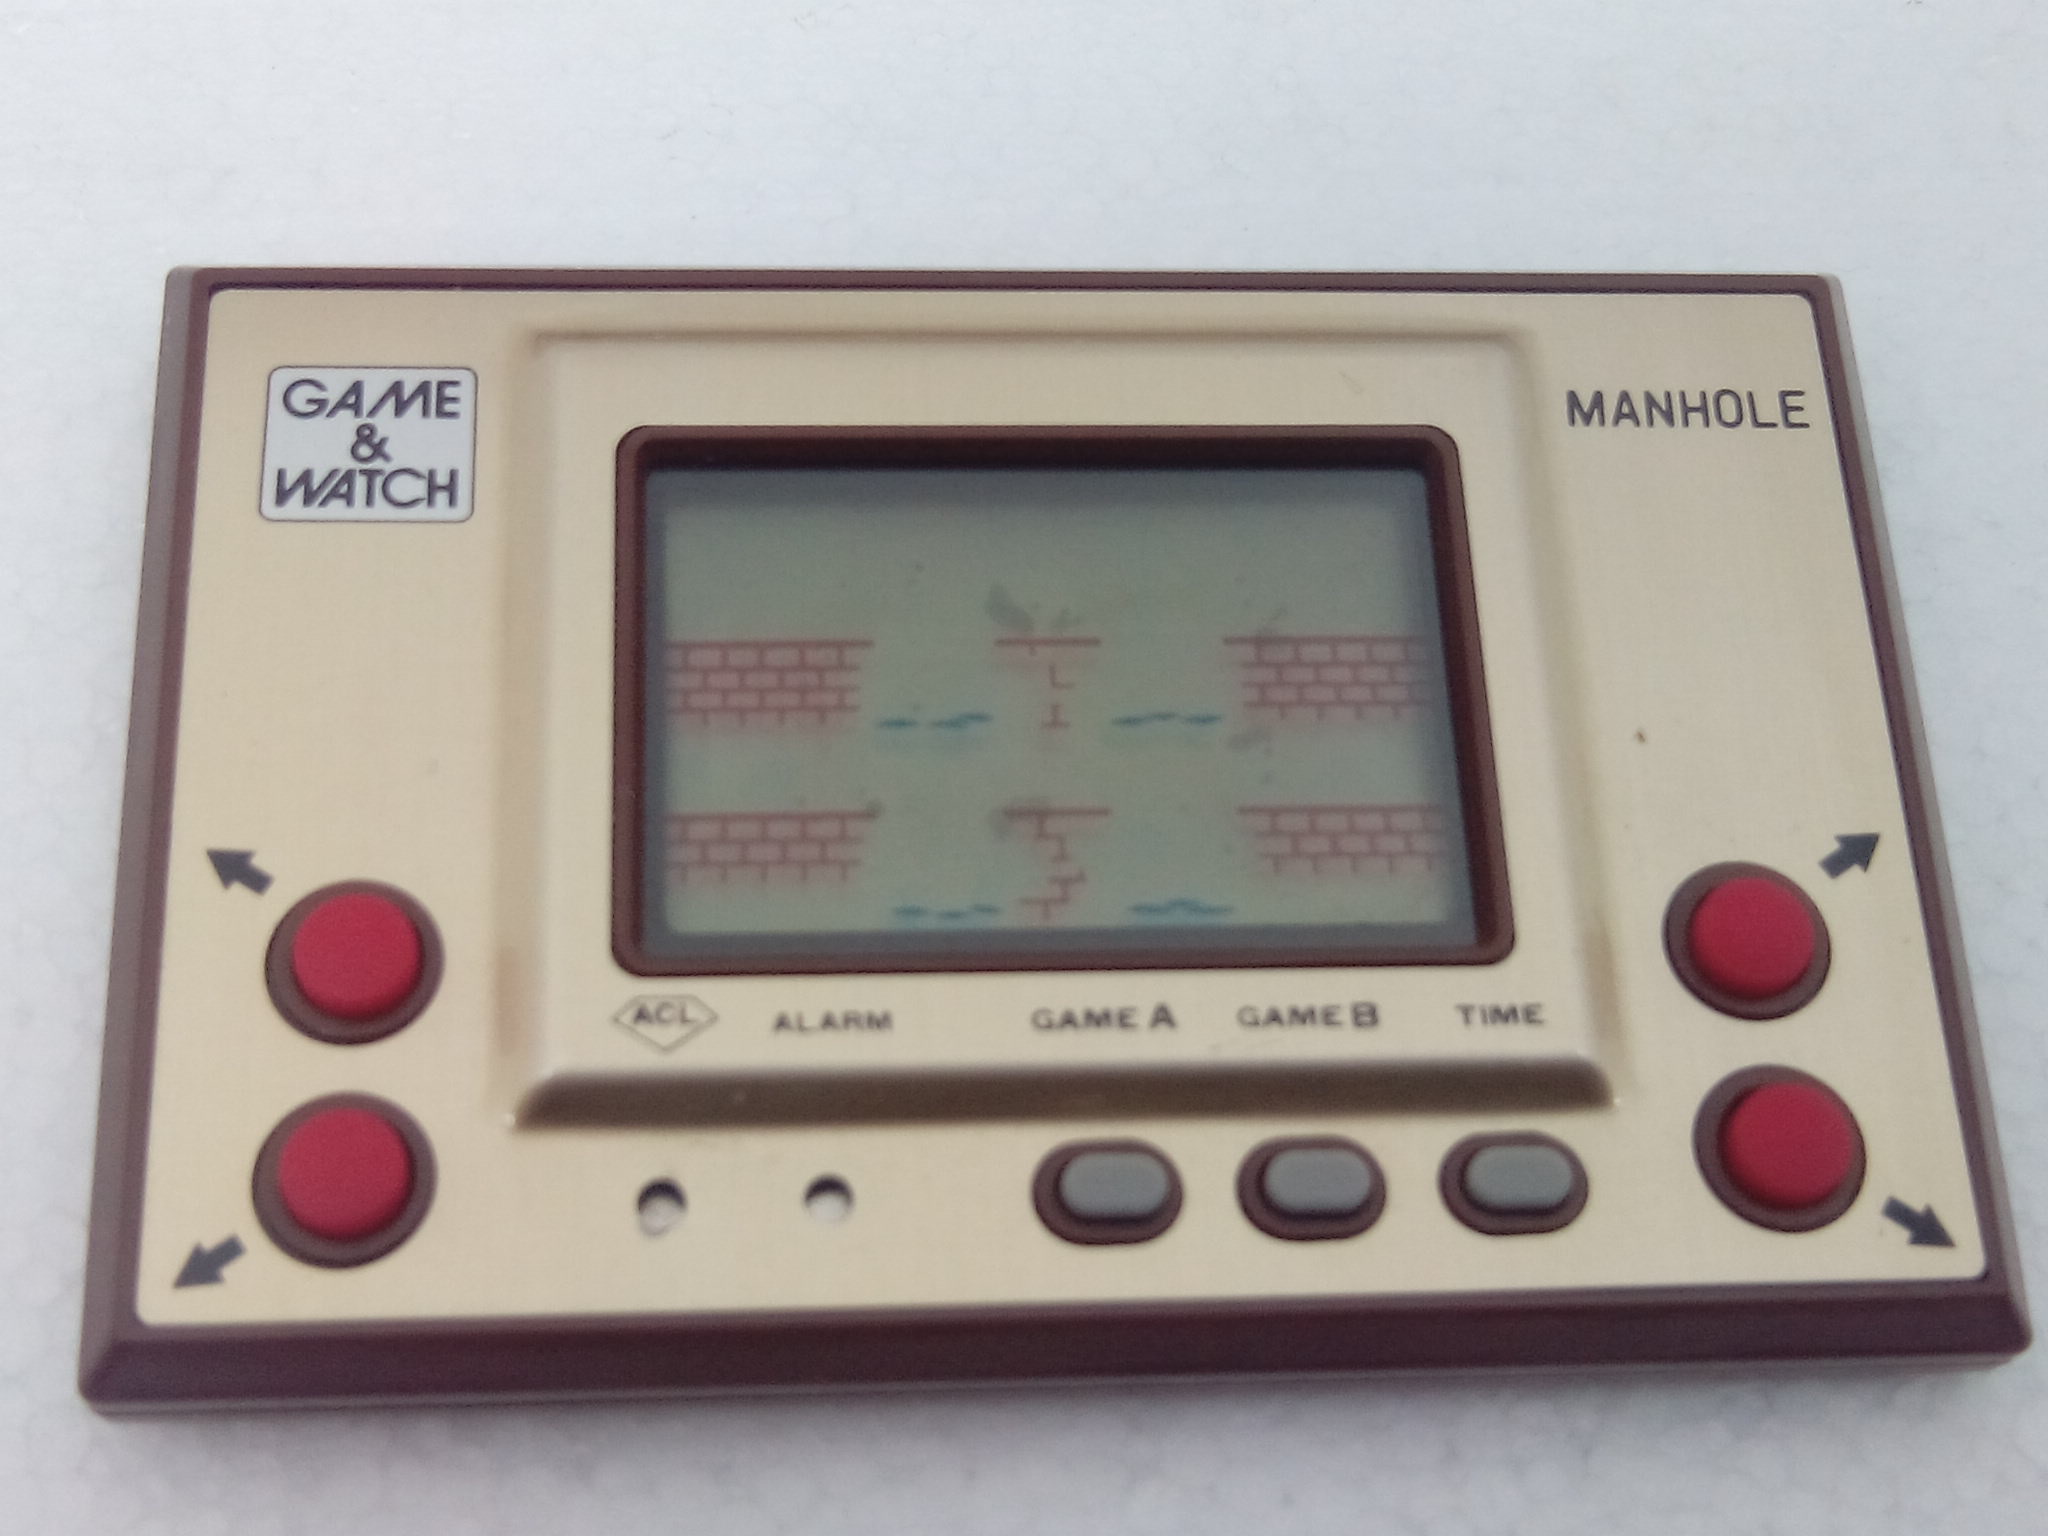 GAME
&
WATCH
MANHOLE
ACL ALARM GAME A GAME B TIME